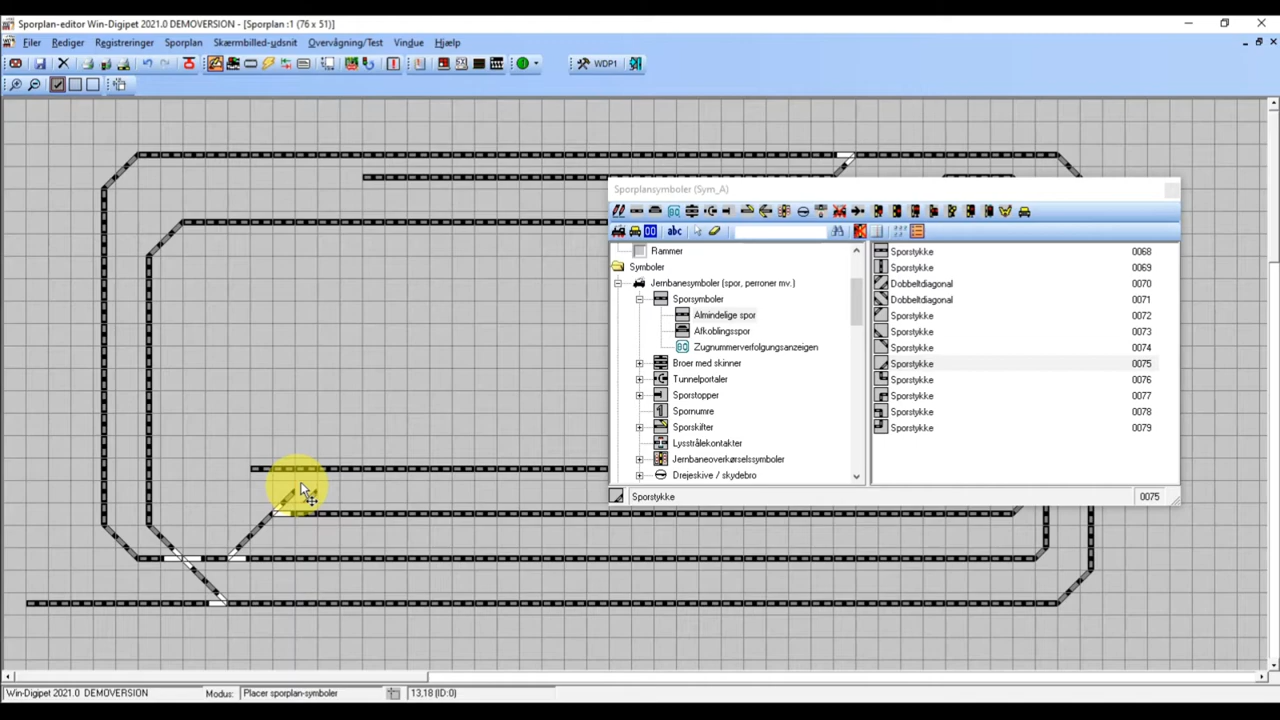 Sporplan-editor Win-Digipet 2021.0 DEMOVERSION - [Sporplan :1 (76 x 51)]
Filer Rediger Registreringer Sporplan Skærmbilled-udsnit Overvågning/Test Vindue Hjælp
WDP1
Sporplansymboler (Sym_A)
abc
Rammer
Symboler
Jernbanesymboler (spor, perroner mv.)
Sporsymboler
Almindelige spor
Afkoblingsspor
Zugnummerverfolgungsanzeigen
Broer med skinner
Tunnelportaler
Sporstopper
Spornumre
Sporskifter
Lysstrålekontakter
Jernbaneoverkørselssymboler
Drejeskive / skydebro
Sporstykke 0068
Sporstykke 0069
Dobbeltdiagonal 0070
Dobbeltdiagonal 0071
Sporstykke 0072
Sporstykke 0073
Sporstykke 0074
Sporstykke 0075
Sporstykke 0076
Sporstykke 0077
Sporstykke 0078
Sporstykke 0079
Sporstykke 0075
Win-Digipet 2021.0 DEMOVERSION Modus: Placer sporplan-symboler 13,18 (ID:0)